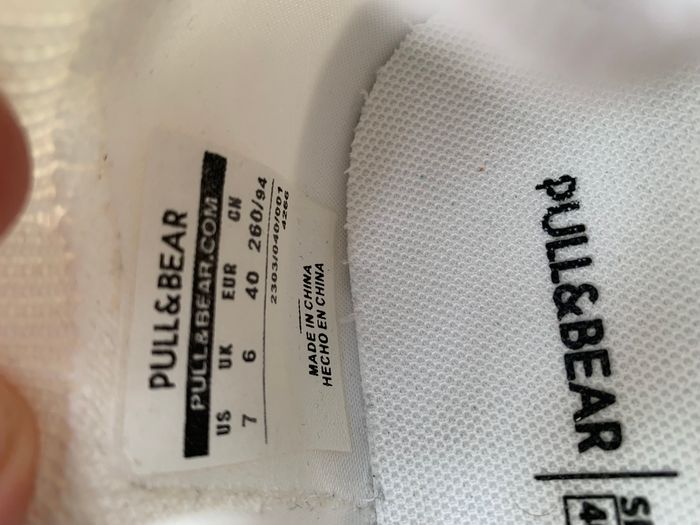 PULL&BEAR
PULL&BEAR.COM
US UK EUR CN
7 6 40 260/94
2303/040/001
4266
MADE IN CHINA
HECHO EN CHINA
PULL&BEAR